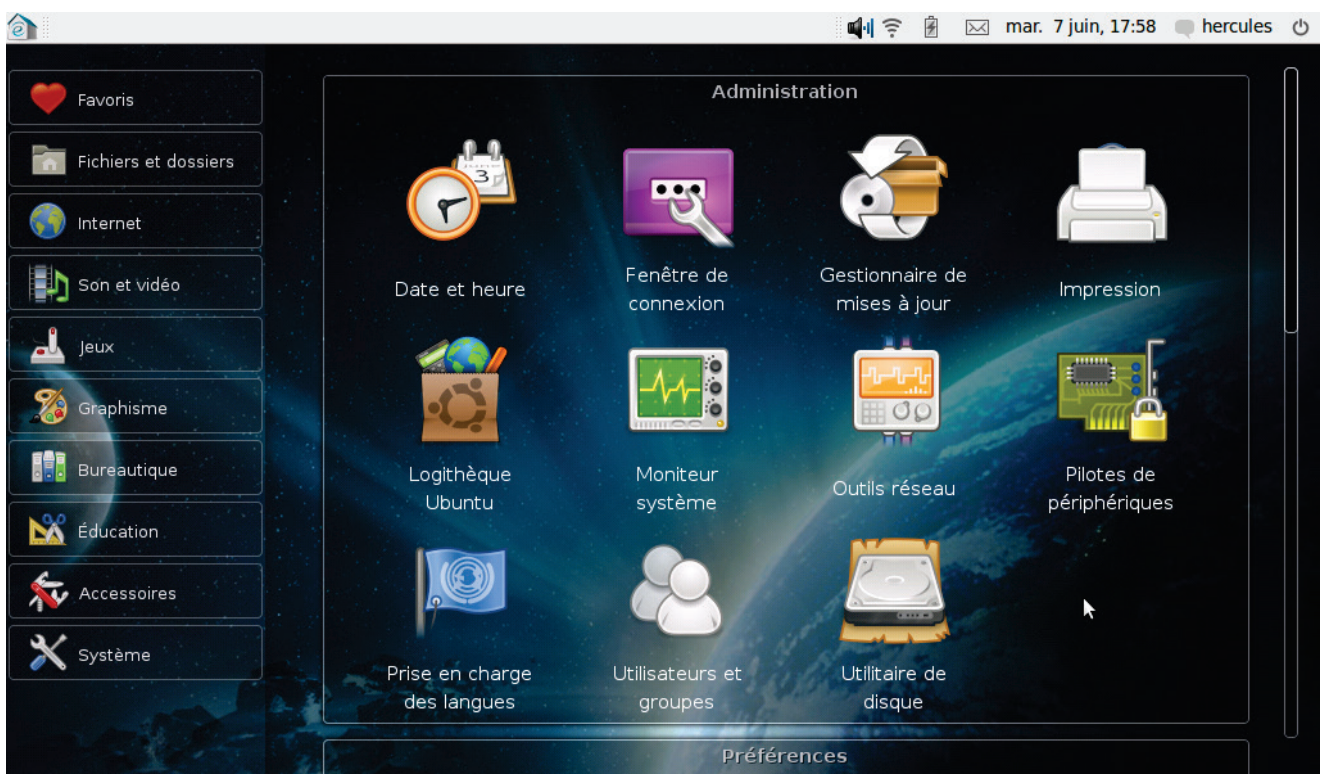 mar. 7 juin, 17:58 hercules
Favoris
Fichiers et dossiers
Internet
Son et vidéo
Jeux
Graphisme
Bureautique
Éducation
Accessoires
Système
Administration
Date et heure
Fenêtre de
connexion
Gestionnaire de
mises à jour
Impression
Logithèque
Ubuntu
Moniteur
système
Outils réseau
Pilotes de
périphériques
Prise en charge
des langues
Utilisateurs et
groupes
Utilitaire de
disque
Préférences